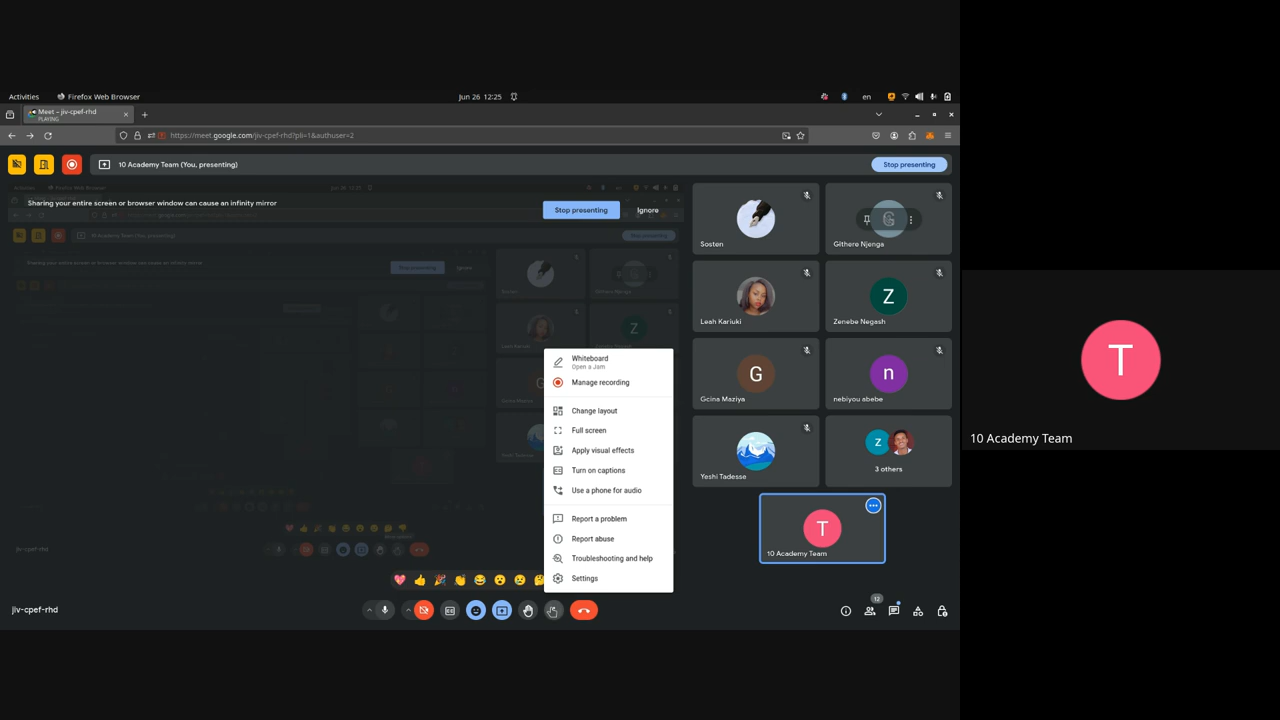 Activities
Firefox Web Browser
Jun 26 12:25
en
Meet – jiv-cpef-rhd
PLAYING
https://meet.google.com/jiv-cpef-rhd?pli=1&authuser=2
10 Academy Team (You, presenting)
Stop presenting
Sharing your entire screen or browser window can cause an infinity mirror
Stop presenting
Ignore
Sosten
G
Githere Njenga
Leah Kariuki
Z
Zenebe Negash
G
Gcina Maziya
n
nebiyou abebe
Yeshi Tadesse
z
3 others
T
10 Academy Team
Whiteboard
Open a Jam
Manage recording
Change layout
Full screen
Apply visual effects
Turn on captions
Use a phone for audio
Report a problem
Report abuse
Troubleshooting and help
Settings
jiv-cpef-rhd
12
T
10 Academy Team